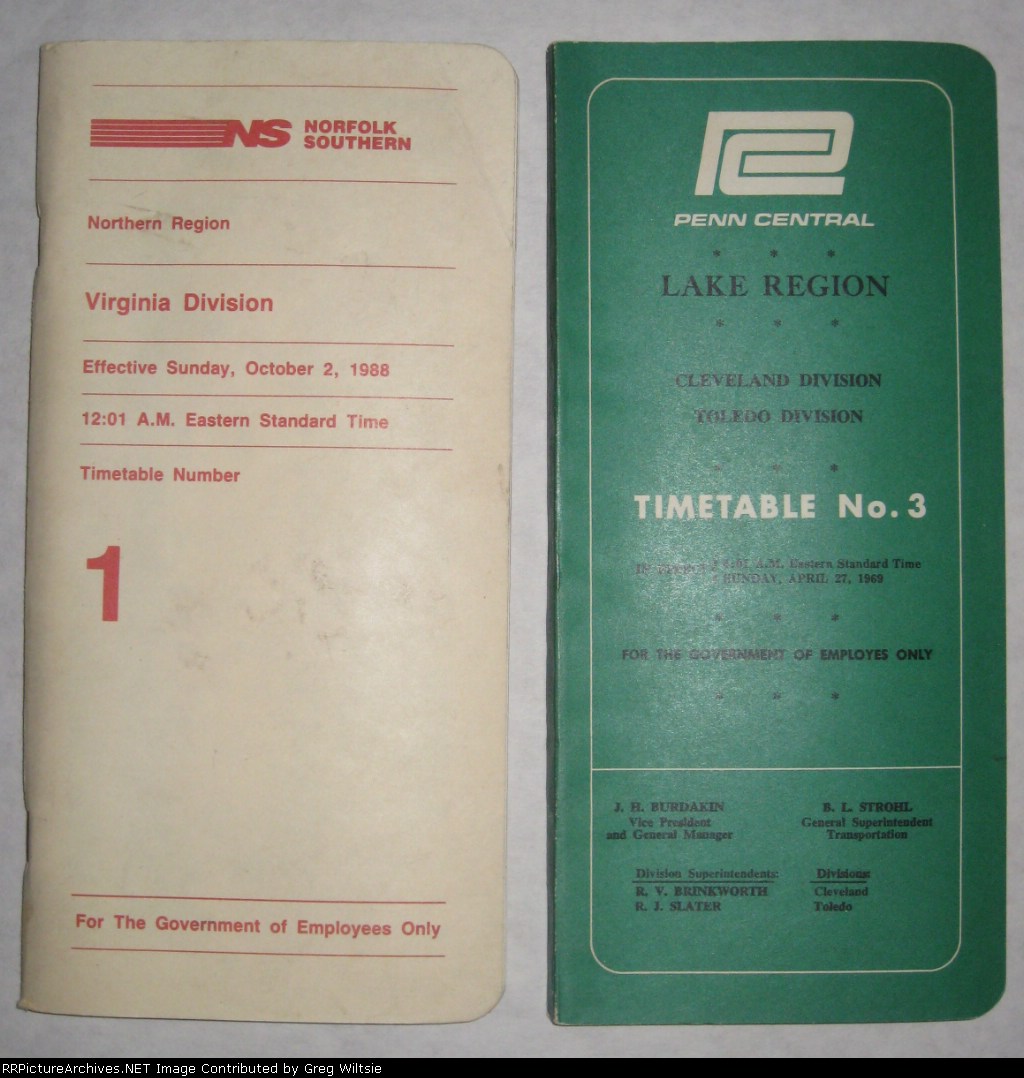 NS NORFOLK
SOUTHERN
Northern Region
Virginia Division
Effective Sunday, October 2, 1988
12:01 A.M. Eastern Standard Time
Timetable Number
1
For The Government of Employees Only
PC
PENN CENTRAL
* * *
LAKE REGION
* * *
CLEVELAND DIVISION
TOLEDO DIVISION
* * *
TIMETABLE No. 3
* * *
A.M. Eastern Standard Time
SUNDAY, APRIL 27, 1969
FOR THE GOVERNMENT OF EMPLOYES ONLY
* * *
J. H. BURDAKIN
Vice President
and General Manager
B. L. STROHL
General Superintendent
Transportation
Division Superintendents:
R. V. BRINKWORTH
R. J. SLATER
Divisions:
Cleveland
Toledo
RRPictureArchives.NET Image Contributed by Greg Wiltsie